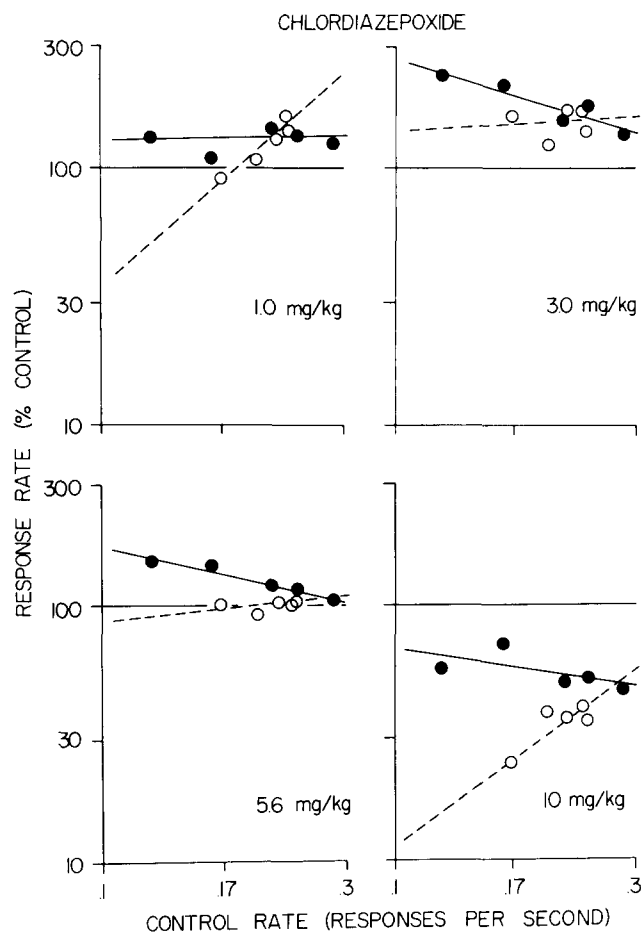 CHLORDIAZEPOXIDE
300
100
30
10
1.0 mg/kg
3.0 mg/kg
RESPONSE RATE (% CONTROL)
300
100
30
10
5.6 mg/kg
10 mg/kg
.1 .17 .3 .1 .17 .3
CONTROL RATE (RESPONSES PER SECOND)